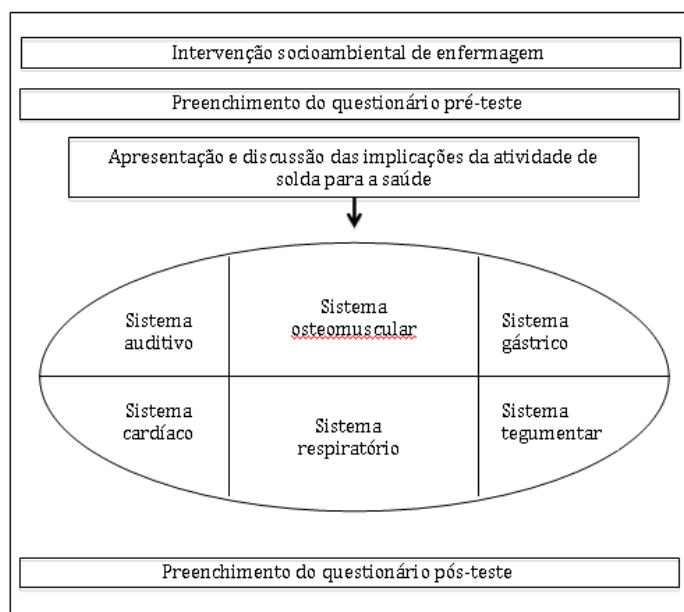 Intervenção socioambiental de enfermagem
Preenchimento do questionário pré-teste
Apresentação e discussão das implicações da atividade de
solda para a saúde
Sistema
auditivo
Sistema
osteomuscular
Sistema
gástrico
Sistema
cardíaco
Sistema
respiratório
Sistema
tegumentar
Preenchimento do questionário pós-teste